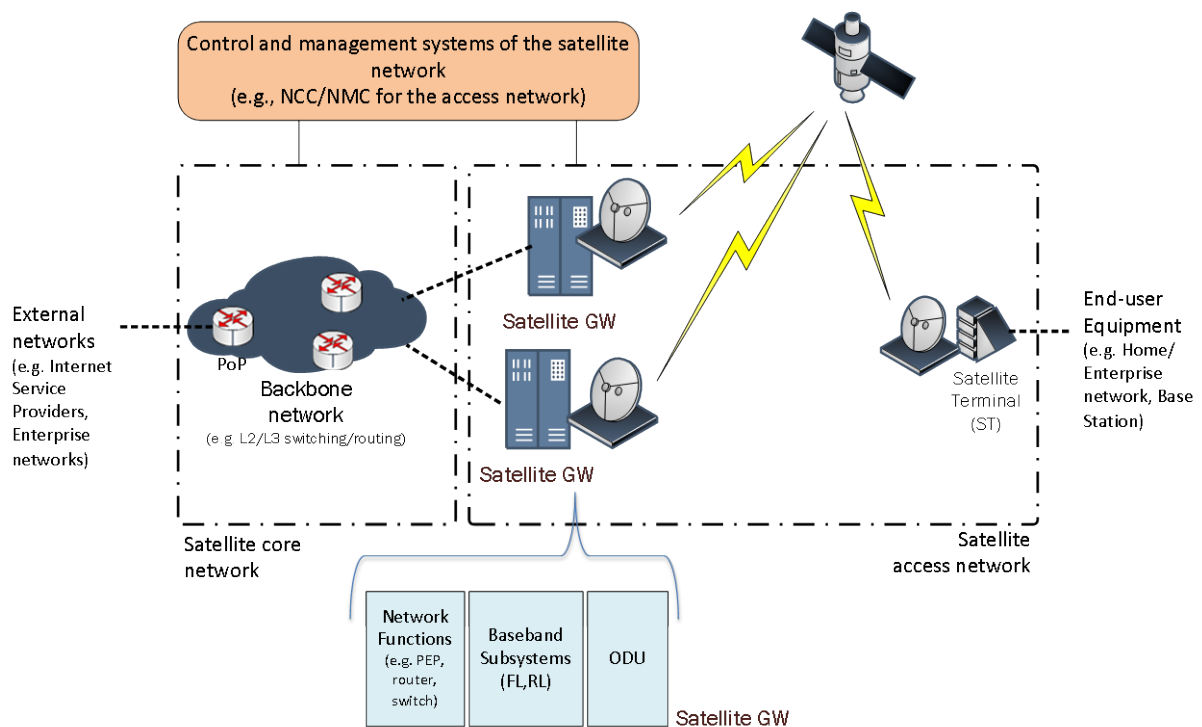 Control and management systems of the satellite
network
(e.g., NCC/NMC for the access network)
External
networks
(e.g. Internet
Service
Providers,
Enterprise
networks)
PoP
Backbone
network
(e g L2/L3 switching/routing)
Satellite GW
Satellite GW
Satellite
Terminal
(ST)
End-user
Equipment
(e.g. Home/
Enterprise
network, Base
Station)
Satellite core
network
Satellite
access network
Network
Functions
(e.g. PEP,
router,
switch)
Baseband
Subsystems
(FL,RL)
ODU
Satellite GW